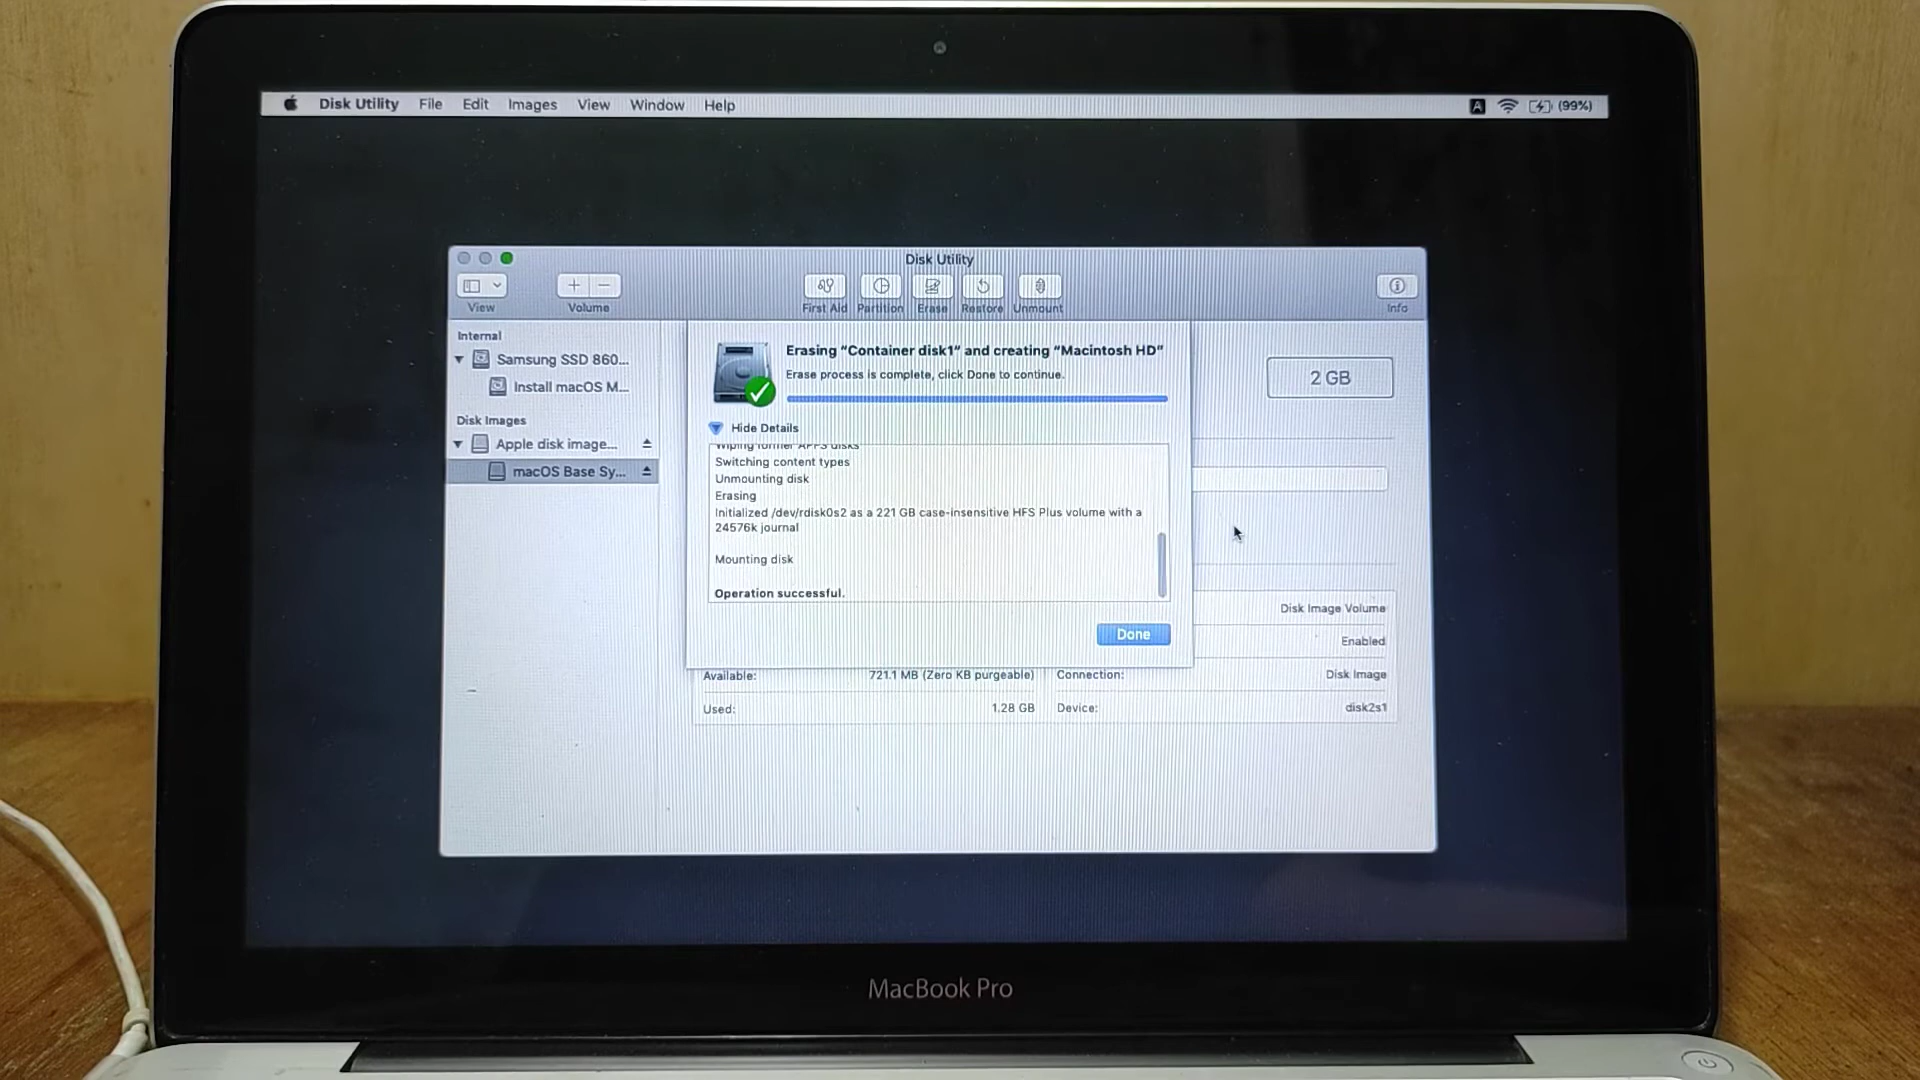 Disk Utility File Edit Images View Window Help A (99%)
Disk Utility
View Volume First Aid Partition Erase Restore Unmount Info
Internal
Samsung SSD 860...
Install macOS M...
Disk Images
Apple disk image...
macOS Base Sy...
Erasing “Container disk1” and creating “Macintosh HD”
Erase process is complete, click Done to continue.
2 GB
Hide Details
Wiping former APFS disks
Switching content types
Unmounting disk
Erasing
Initialized /dev/rdisk0s2 as a 221 GB case-insensitive HFS Plus volume with a
24576k journal
Mounting disk
Operation successful.
Done
Disk Image Volume
Enabled
Available: 721.1 MB (Zero KB purgeable) Connection: Disk Image
Used: 1.28 GB Device: disk2s1
MacBook Pro